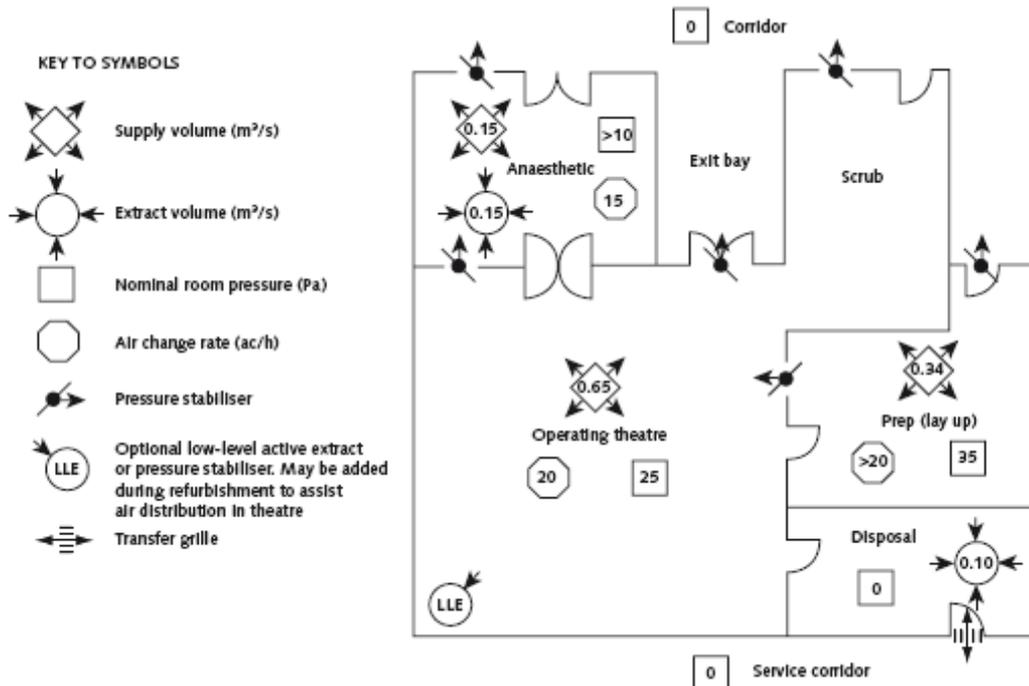 0 Corridor
KEY TO SYMBOLS
Supply volume (m³/s)
Extract volume (m³/s)
Nominal room pressure (Pa)
Air change rate (ac/h)
Pressure stabiliser
LLE
Optional low-level active extract
or pressure stabiliser. May be added
during refurbishment to assist
air distribution in theatre
Transfer grille
0.15
>10
Anaesthetic
15
0.15
Exit bay
Scrub
0.65
Operating theatre
20
25
0.34
Prep (lay up)
>20
35
Disposal
0.10
0
LLE
0 Service corridor